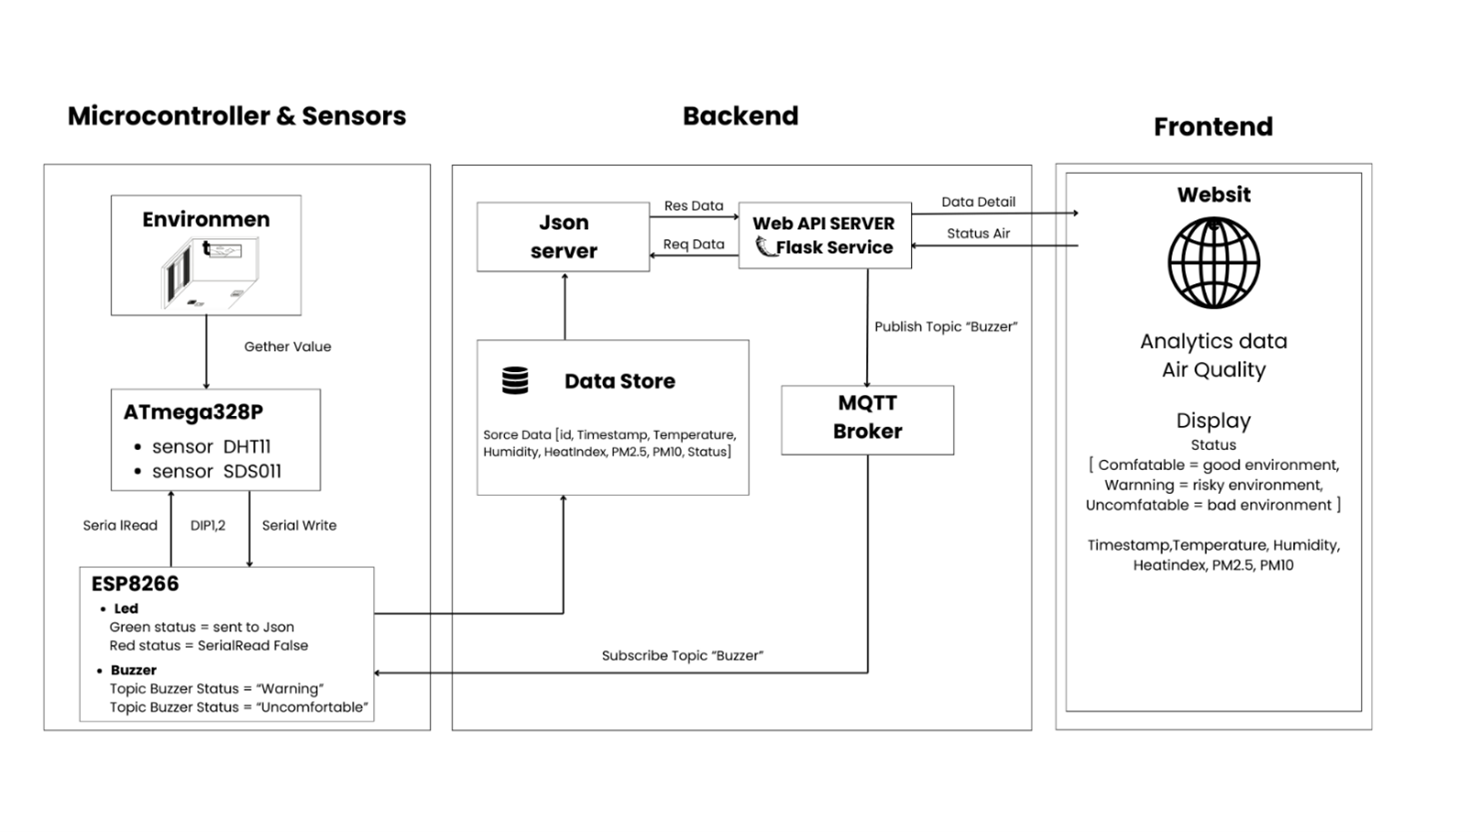 Microcontroller & Sensors
Environmen
t
Gether Value
ATmega328P
• sensor DHT11
• sensor SDS011
Seria lRead
DIP1,2
Serial Write
ESP8266
• Led
Green status = sent to Json
Red status = SerialRead False
• Buzzer
Topic Buzzer Status = “Warning”
Topic Buzzer Status = “Uncomfortable”
Backend
Json
server
Res Data
Req Data
Web API SERVER
Flask Service
Data Detail
Status Air
Publish Topic “Buzzer”
Data Store
Sorce Data [id, Timestamp, Temperature,
Humidity, HeatIndex, PM2.5, PM10, Status]
MQTT
Broker
Subscribe Topic “Buzzer”
Frontend
Websit
e
Analytics data
Air Quality
Display
Status
[ Comfatable = good environment,
Warnning = risky environment,
Uncomfatable = bad environment ]
Timestamp,Temperature, Humidity,
Heatindex, PM2.5, PM10